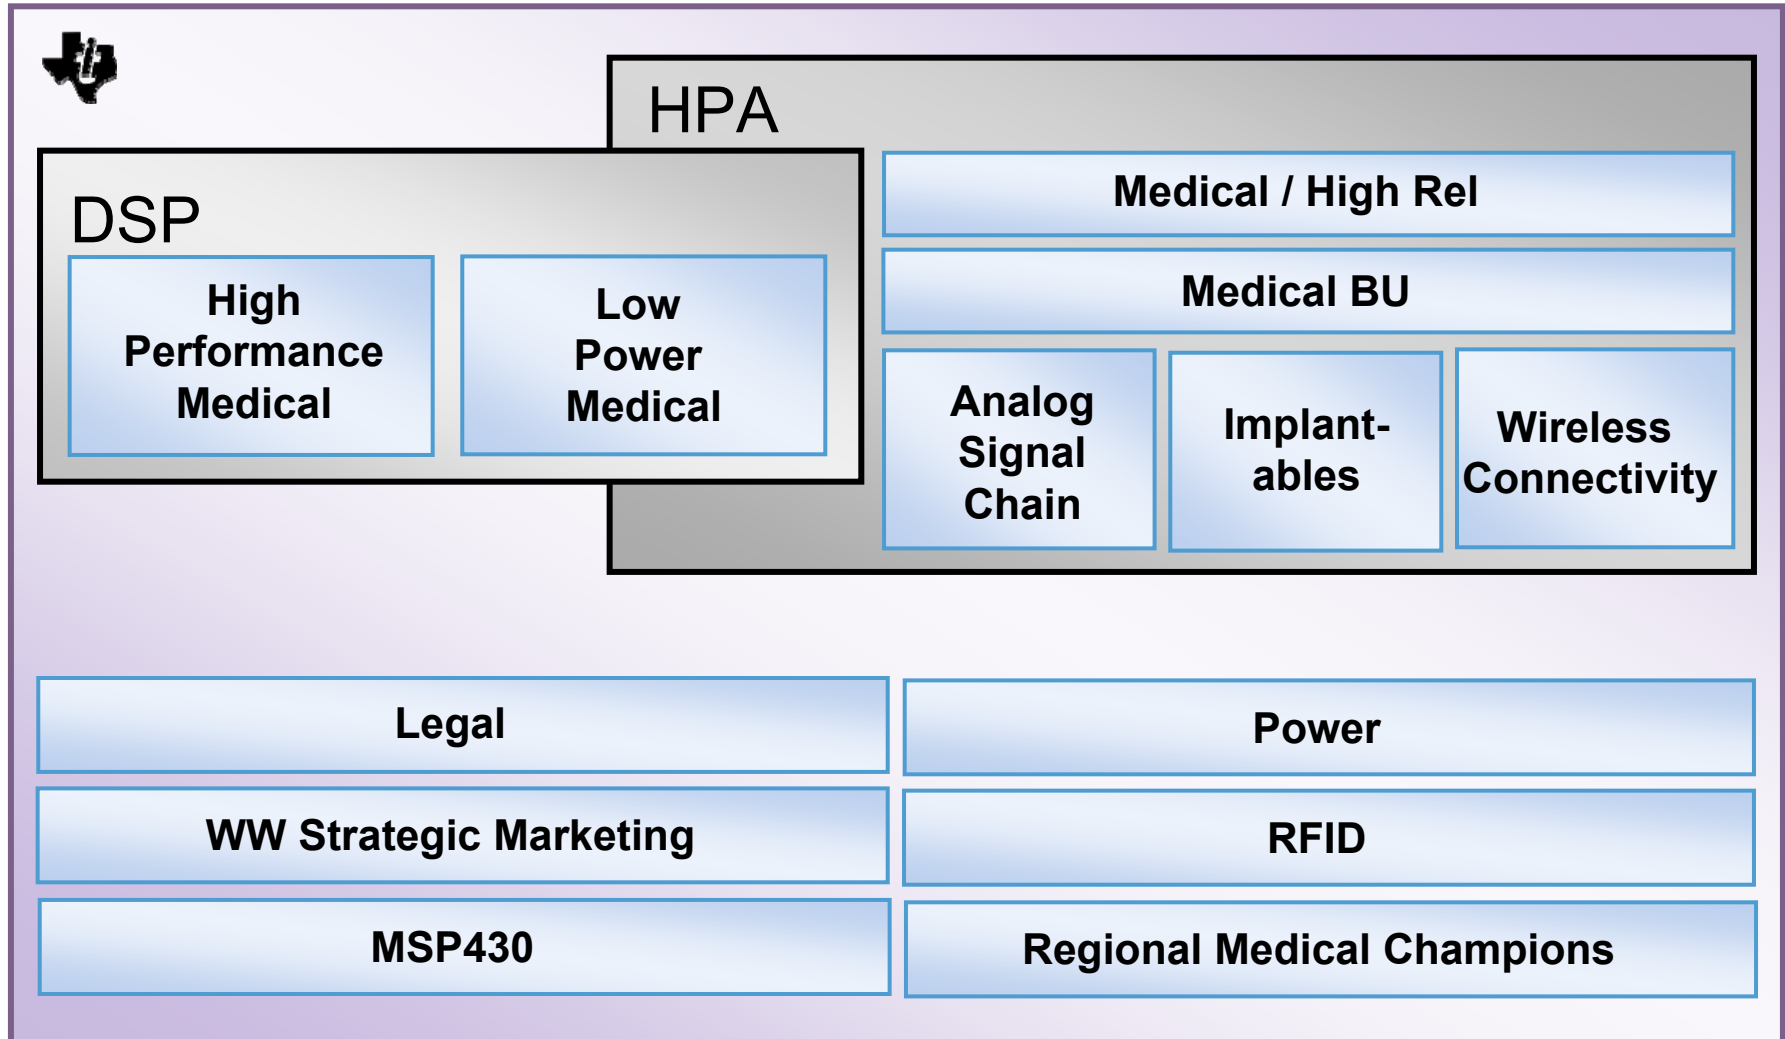 HPA
DSP
High
Performance
Medical
Low
Power
Medical
Medical / High Rel
Medical BU
Analog
Signal
Chain
Implant-
ables
Wireless
Connectivity
Legal
Power
WW Strategic Marketing
RFID
MSP430
Regional Medical Champions